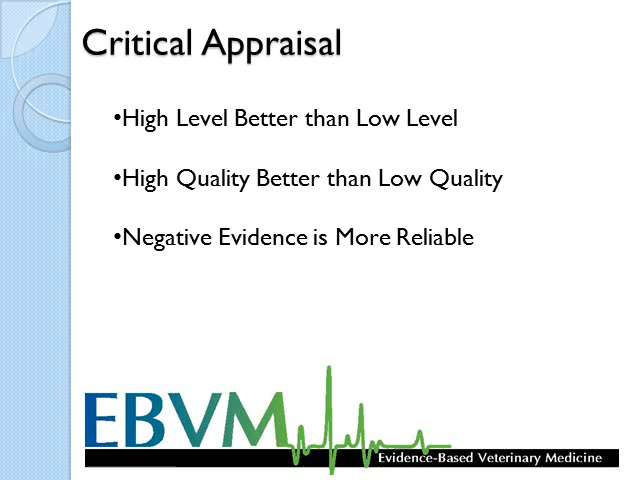 Critical Appraisal
•High Level Better than Low Level
•High Quality Better than Low Quality
•Negative Evidence is More Reliable
EBVM
Evidence-Based Veterinary Medicine